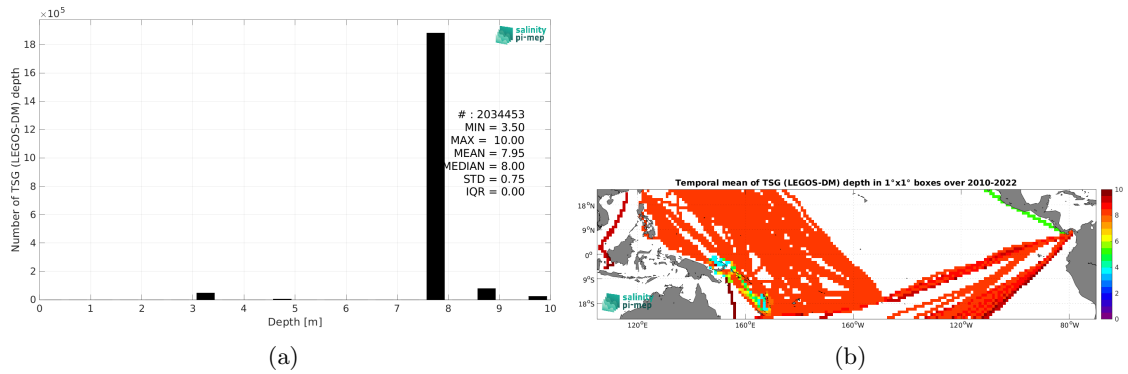 ×10⁵
18
16
14
12
10
8
6
4
2
0
Number of TSG (LEGOS-DM) depth
salinity
pi-mep
# : 2034453
MIN = 3.50
MAX = 10.00
MEAN = 7.95
MEDIAN = 8.00
STD = 0.75
IQR = 0.00
0 1 2 3 4 5 6 7 8 9 10
Depth [m]
(a)
Temporal mean of TSG (LEGOS-DM) depth in 1°x1° boxes over 2010-2022
18°N
9°N
0°
9°S
18°S
salinity
pi-mep
120°E 160°E 160°W 120°W 80°W
10
8
6
4
2
0
(b)